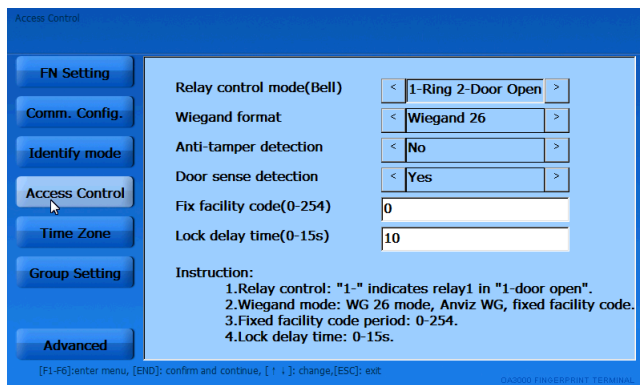 Access Control
FN Setting
Comm. Config.
Identify mode
Access Control
Time Zone
Group Setting
Advanced
Relay control mode(Bell) < 1-Ring 2-Door Open >
Wiegand format < Wiegand 26 >
Anti-tamper detection < No >
Door sense detection < Yes >
Fix facility code(0-254) 0
Lock delay time(0-15s) 10
Instruction:
1.Relay control: "1-" indicates relay1 in "1-door open".
2.Wiegand mode: WG 26 mode, Anviz WG, fixed facility code.
3.Fixed facility code period: 0-254.
4.Lock delay time: 0-15s.
[F1-F6]:enter menu, [END]: confirm and continue, [ ↑ ↓ ]: change,[ESC]: exit
OA3000 FINGERPRINT TERMINAL